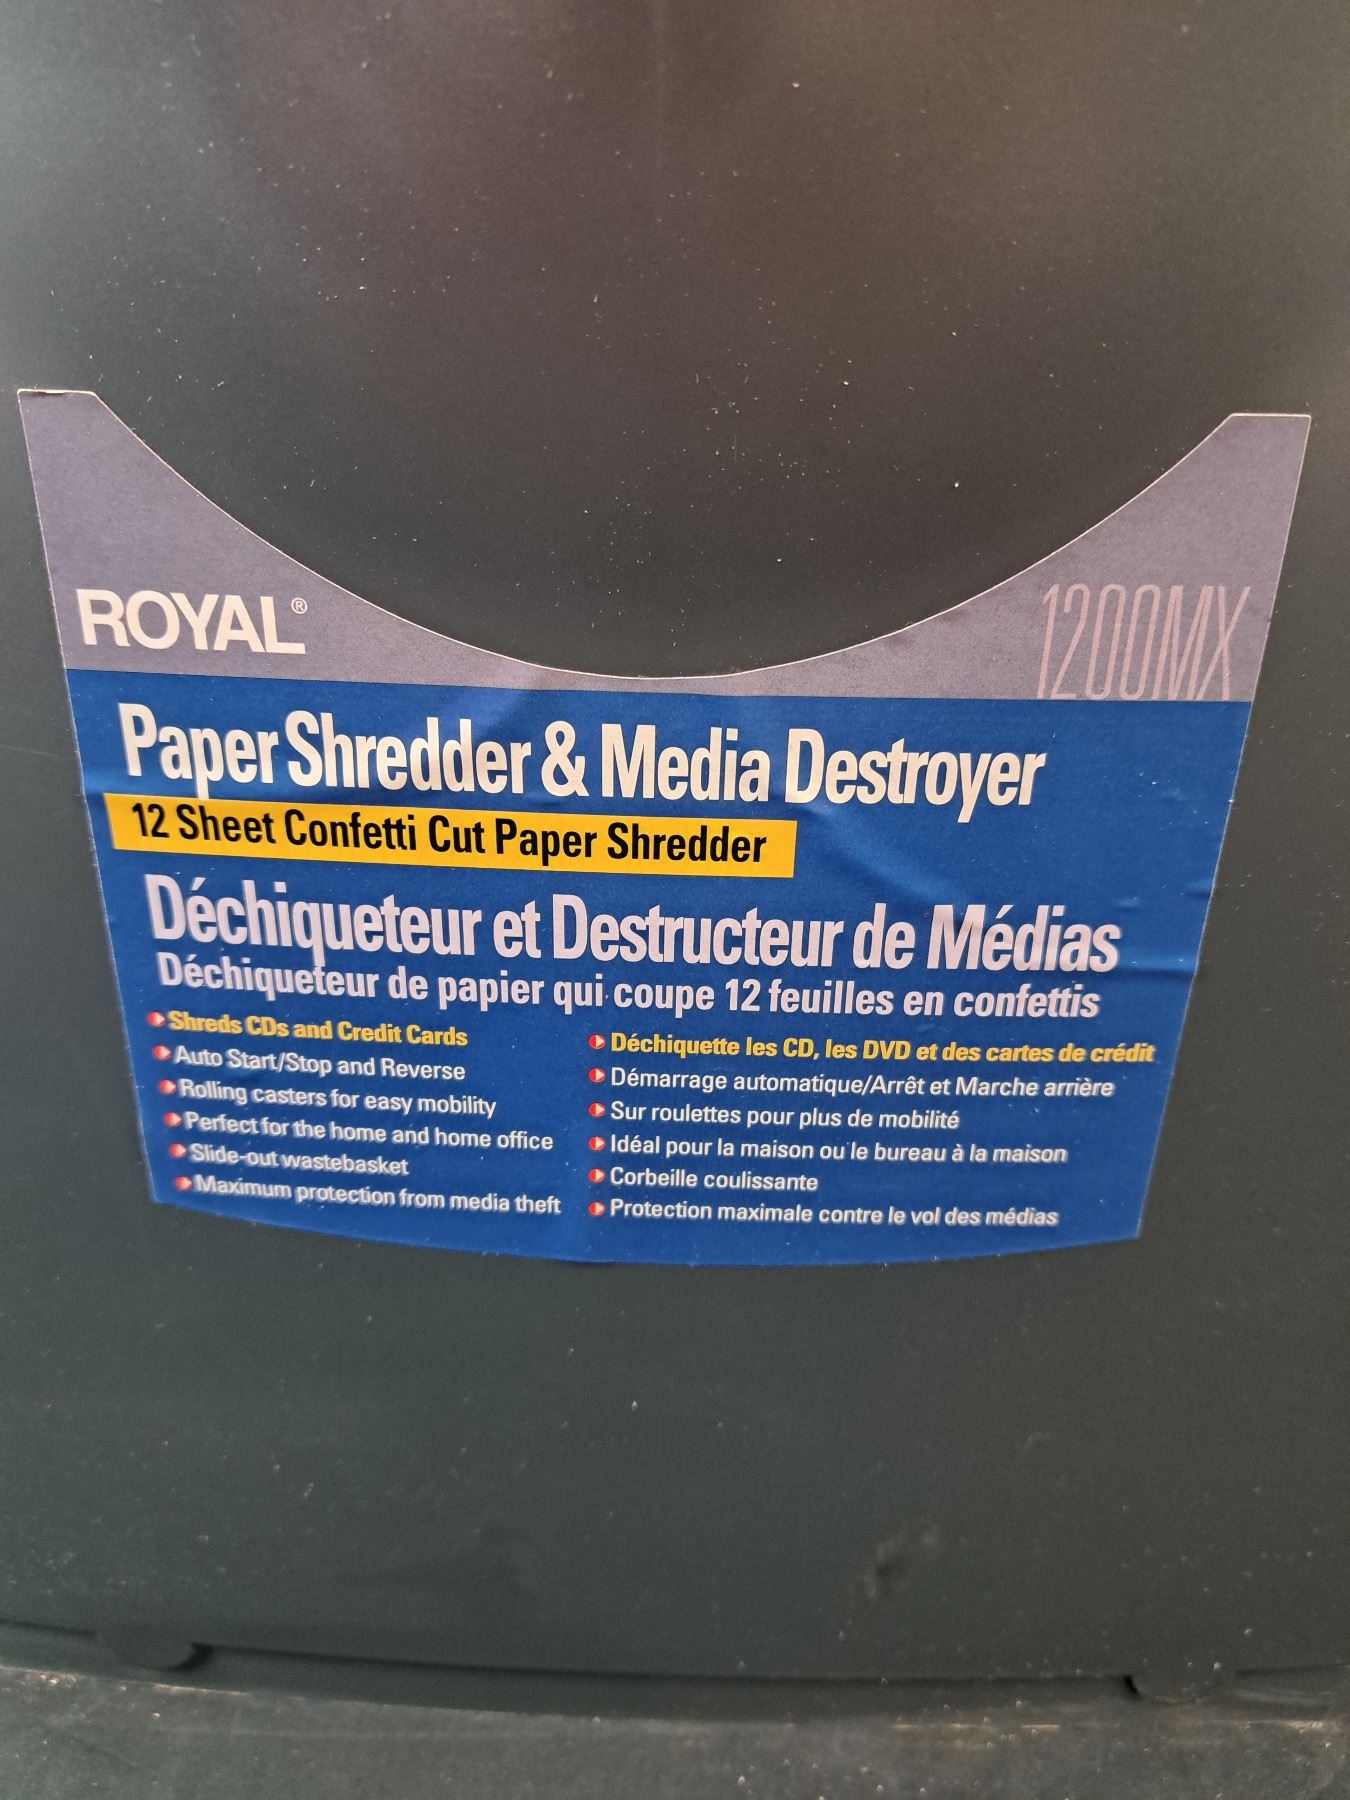 ROYAL®
1200MX
Paper Shredder & Media Destroyer
12 Sheet Confetti Cut Paper Shredder
Déchiqueteur et Destructeur de Médias
Déchiqueteur de papier qui coupe 12 feuilles en confettis
Shreds CDs and Credit Cards
Auto Start/Stop and Reverse
Rolling casters for easy mobility
Perfect for the home and home office
Slide-out wastebasket
Maximum protection from media theft
Déchiquette les CD, les DVD et des cartes de crédit
Démarrage automatique/Arrêt et Marche arrière
Sur roulettes pour plus de mobilité
Idéal pour la maison ou le bureau à la maison
Corbeille coulissante
Protection maximale contre le vol des médias